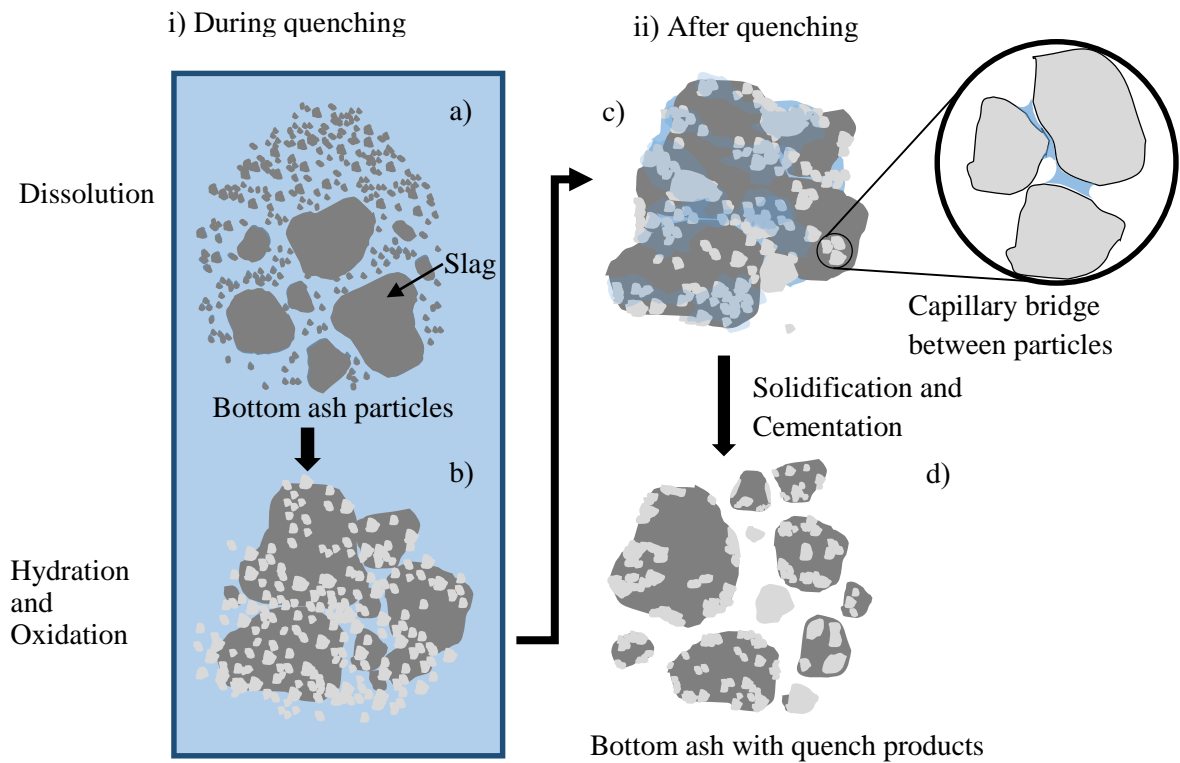 i) During quenching
ii) After quenching
a)
c)
Dissolution
Slag
Capillary bridge
between particles
Bottom ash particles
Solidification and
Cementation
b)
d)
Hydration
and
Oxidation
Bottom ash with quench products